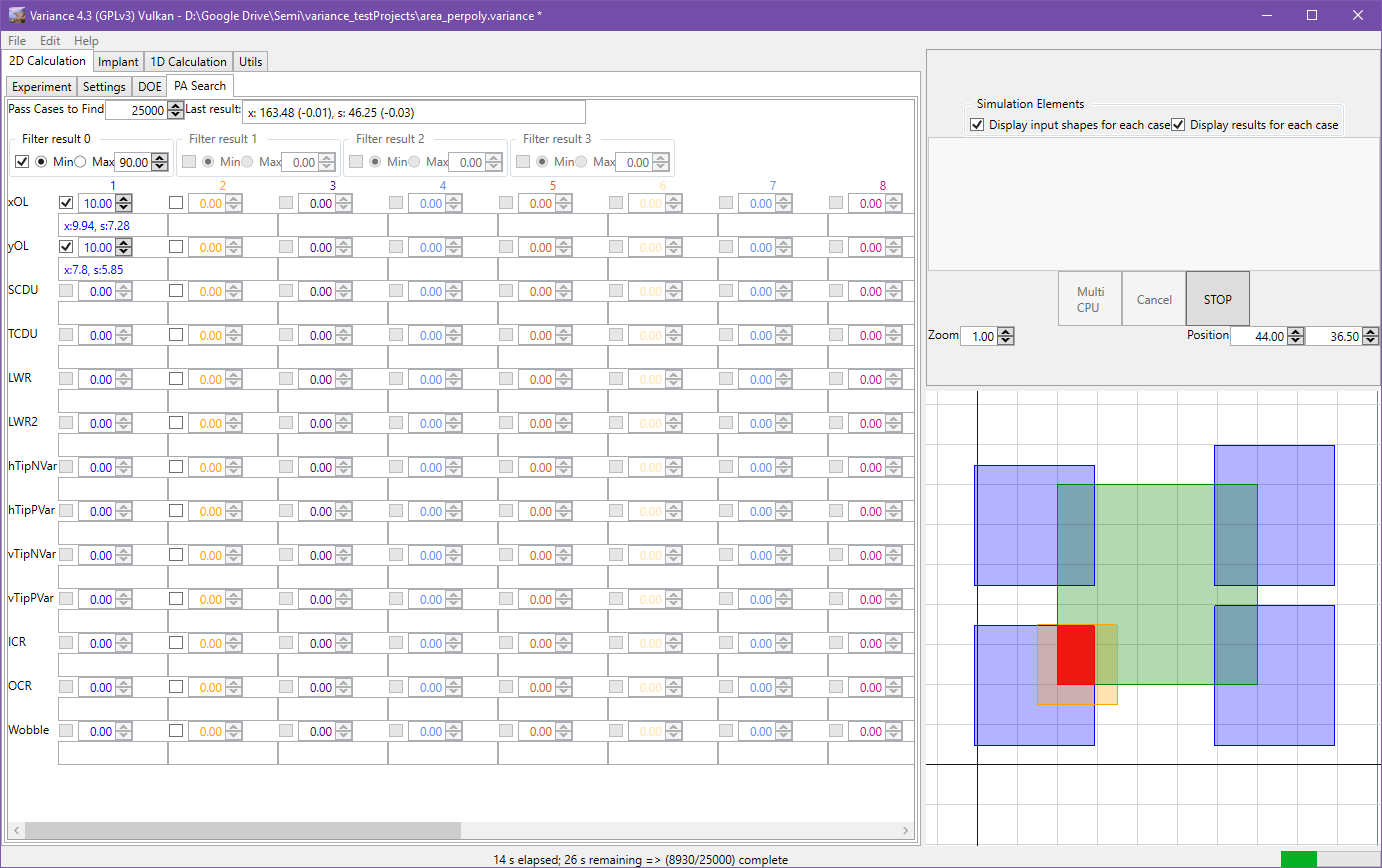 Variance 4.3 (GPLv3) Vulkan - D:\Google Drive\Semi\variance_testProjects\area_perpoly.variance *
File Edit Help
2D Calculation Implant 1D Calculation Utils
Experiment Settings DOE PA Search
Pass Cases to Find 25000 Last result: x: 163.48 (-0.01), s: 46.25 (-0.03)
Filter result 0 Filter result 1 Filter result 2 Filter result 3
Min Max 90.00 Min Max 0.00 Min Max 0.00 Min Max 0.00
1 2 3 4 5 6 7 8
xOL 10.00 0.00 0.00 0.00 0.00 0.00 0.00 0.00
x:9.94, s:7.28
yOL 10.00 0.00 0.00 0.00 0.00 0.00 0.00 0.00
x:7.8, s:5.85
SCDU 0.00 0.00 0.00 0.00 0.00 0.00 0.00 0.00
TCDU 0.00 0.00 0.00 0.00 0.00 0.00 0.00 0.00
LWR 0.00 0.00 0.00 0.00 0.00 0.00 0.00 0.00
LWR2 0.00 0.00 0.00 0.00 0.00 0.00 0.00 0.00
hTipNVar 0.00 0.00 0.00 0.00 0.00 0.00 0.00 0.00
hTipPVar 0.00 0.00 0.00 0.00 0.00 0.00 0.00 0.00
vTipNVar 0.00 0.00 0.00 0.00 0.00 0.00 0.00 0.00
vTipPVar 0.00 0.00 0.00 0.00 0.00 0.00 0.00 0.00
ICR 0.00 0.00 0.00 0.00 0.00 0.00 0.00 0.00
OCR 0.00 0.00 0.00 0.00 0.00 0.00 0.00 0.00
Wobble 0.00 0.00 0.00 0.00 0.00 0.00 0.00 0.00
Simulation Elements
Display input shapes for each case Display results for each case
Multi
CPU
Cancel
STOP
Zoom 1.00 Position 44.00 36.50
14 s elapsed; 26 s remaining => (8930/25000) complete